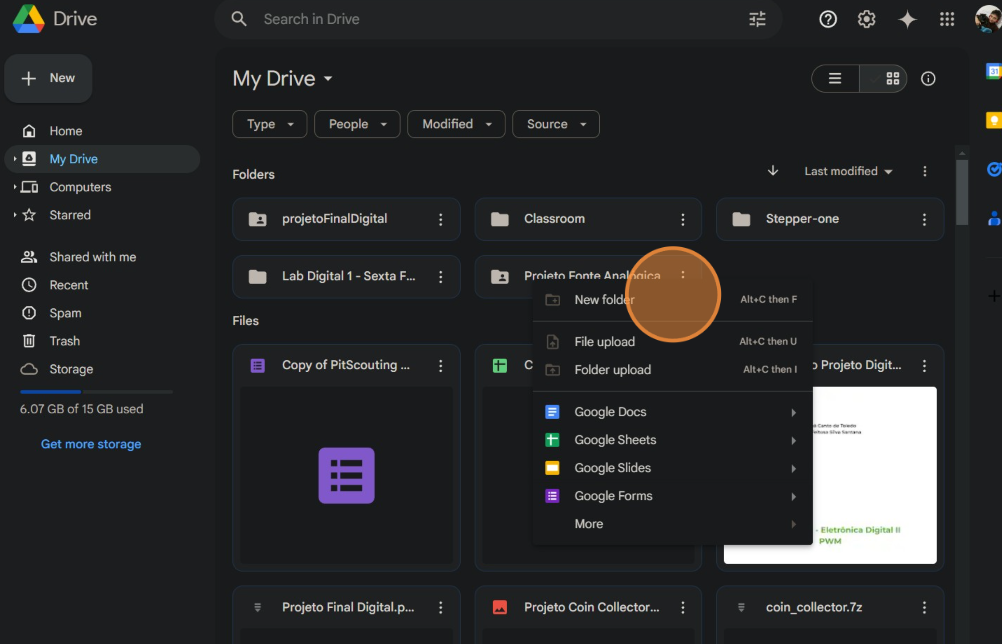 Drive
Search in Drive
New
My Drive
Type
People
Modified
Source
Home
My Drive
Computers
Starred
Shared with me
Recent
Spam
Trash
Storage
6.07 GB of 15 GB used
Get more storage
Folders
Last modified
projetoFinalDigital
Classroom
Stepper-one
Lab Digital 1 - Sexta F...
Projeto Fonte Analogica
New folder Alt+C then F
File upload Alt+C then U
Folder upload Alt+C then I
Google Docs
Google Sheets
Google Slides
Google Forms
More
Files
Copy of PitScouting ...
C
o Projeto Digit...
31
- Eletrônica Digital II
PWM
Projeto Final Digital.p...
Projeto Coin Collector...
coin_collector.7z